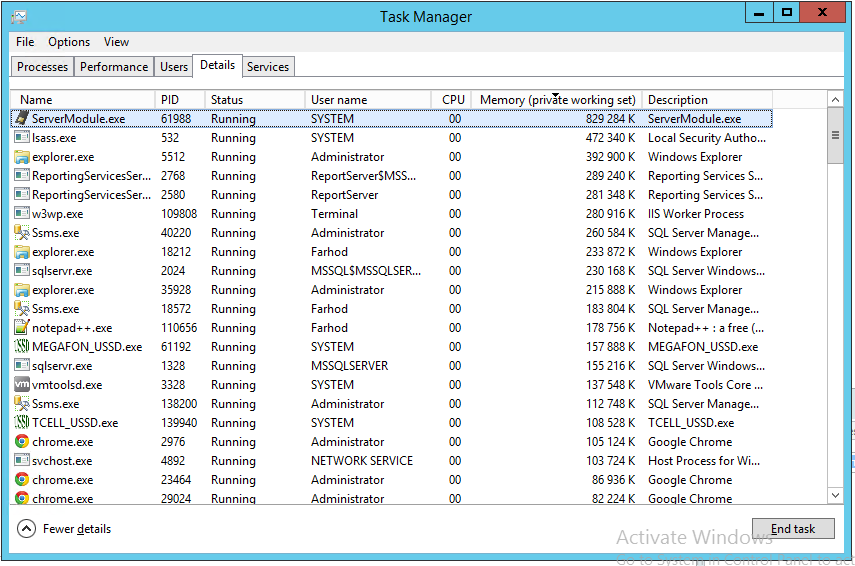 Task Manager
File Options View
Processes Performance Users Details Services
Name PID Status User name CPU Memory (private working set) Description
ServerModule.exe 61988 Running SYSTEM 00 829 284 K ServerModule.exe
lsass.exe 532 Running SYSTEM 00 472 340 K Local Security Autho...
explorer.exe 5512 Running Administrator 00 392 900 K Windows Explorer
ReportingServicesSer... 2768 Running ReportServer$MSS... 00 289 240 K Reporting Services S...
ReportingServicesSer... 2580 Running ReportServer 00 281 348 K Reporting Services S...
w3wp.exe 109808 Running Terminal 00 280 916 K IIS Worker Process
Ssms.exe 40220 Running Administrator 00 260 584 K SQL Server Manage...
explorer.exe 18212 Running Farhod 00 233 872 K Windows Explorer
sqlservr.exe 2024 Running MSSQL$MSSQLSER... 00 230 168 K SQL Server Windows...
explorer.exe 35928 Running Administrator 00 215 888 K Windows Explorer
Ssms.exe 18572 Running Farhod 00 183 804 K SQL Server Manage...
notepad++.exe 110656 Running Farhod 00 178 756 K Notepad++ : a free (...
MEGAFON_USSD.exe 61192 Running SYSTEM 00 157 888 K MEGAFON_USSD.exe
sqlservr.exe 1328 Running MSSQLSERVER 00 155 216 K SQL Server Windows...
vmtoolsd.exe 3328 Running SYSTEM 00 137 548 K VMware Tools Core ...
Ssms.exe 138200 Running Administrator 00 112 748 K SQL Server Manage...
TCELL_USSD.exe 139940 Running SYSTEM 00 108 528 K TCELL_USSD.exe
chrome.exe 2976 Running Administrator 00 105 124 K Google Chrome
svchost.exe 4892 Running NETWORK SERVICE 00 103 724 K Host Process for Wi...
chrome.exe 23464 Running Administrator 00 86 936 K Google Chrome
chrome.exe 29024 Running Administrator 00 82 224 K Google Chrome
Fewer details End task
Activate Windows
Go to System in Control Panel to act